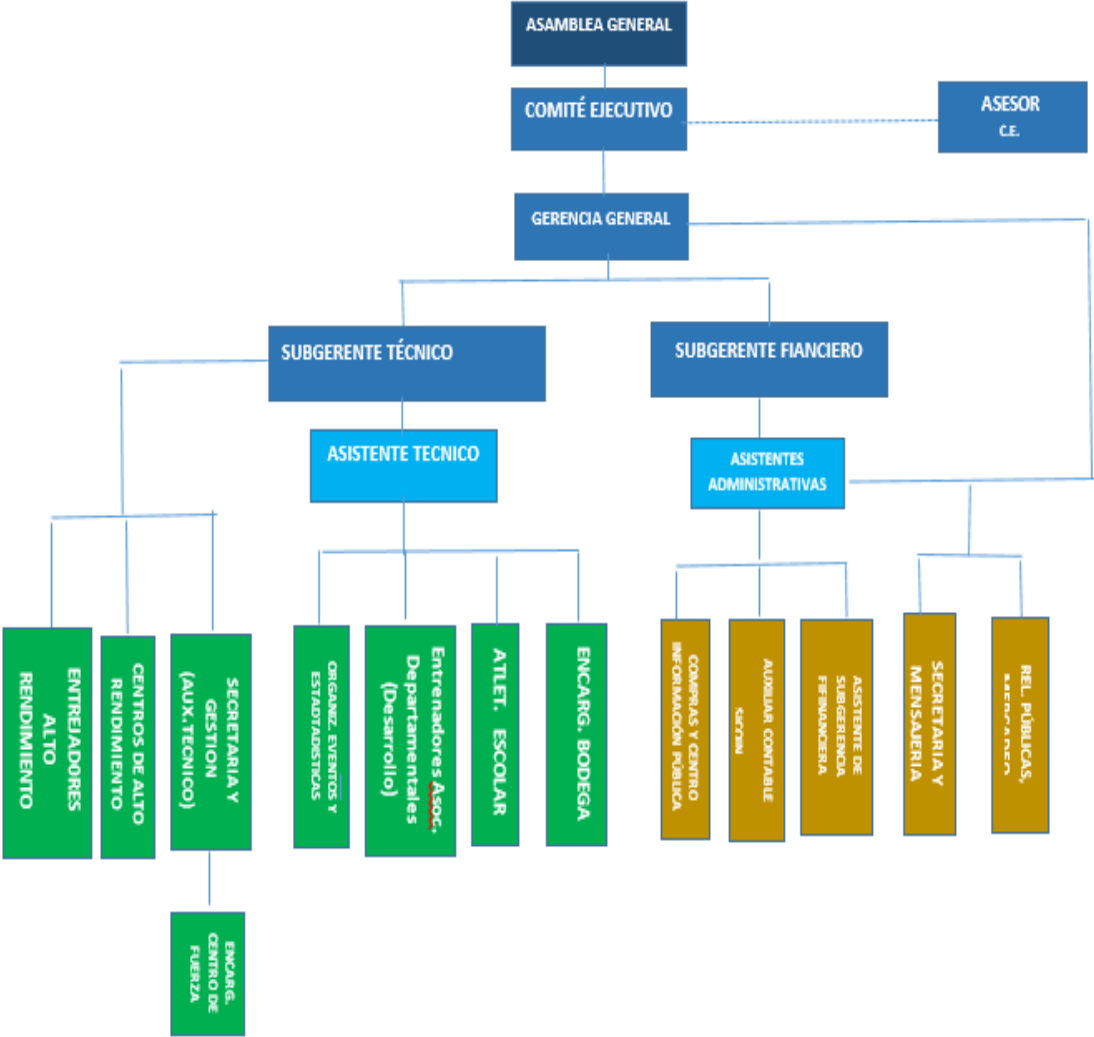 ASAMBLEA GENERAL
COMITÉ EJECUTIVO
ASESOR
C.E.
GERENCIA GENERAL
SUBGERENTE TÉCNICO
SUBGERENTE FIANCIERO
ASISTENTE TECNICO
ASISTENTES
ADMINISTRATIVAS
ENTREJADORES
ALTO
RENDIMIENTO
CENTROS DE ALTO
RENDIMIENTO
SECRETARIA Y
GESTION
(AUX.TECNICO)
ORGANIZ. EVENTOS Y
ESTADTADISTICAS
Entrenadores Asoc.
Departamentales
(Desarrollo)
ATLET. ESCOLAR
ENCARG. BODEGA
COMPRAS Y CENTRO
INFORMACIÓN PÚBLICA
AUXILIAR CONTABLE
ASISTENTE DE
SUBGERENCIA
FIFINANCIERA
SECRETARIA Y
MENSAJERIA
REL. PÚBLICAS,
ENCARG.
CENTRO DE
FUERZA